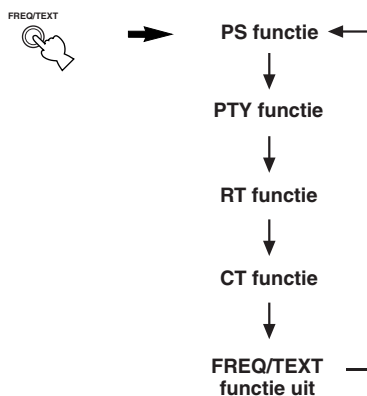 FREQ/TEXT
PS functie
PTY functie
RT functie
CT functie
FREQ/TEXT
functie uit